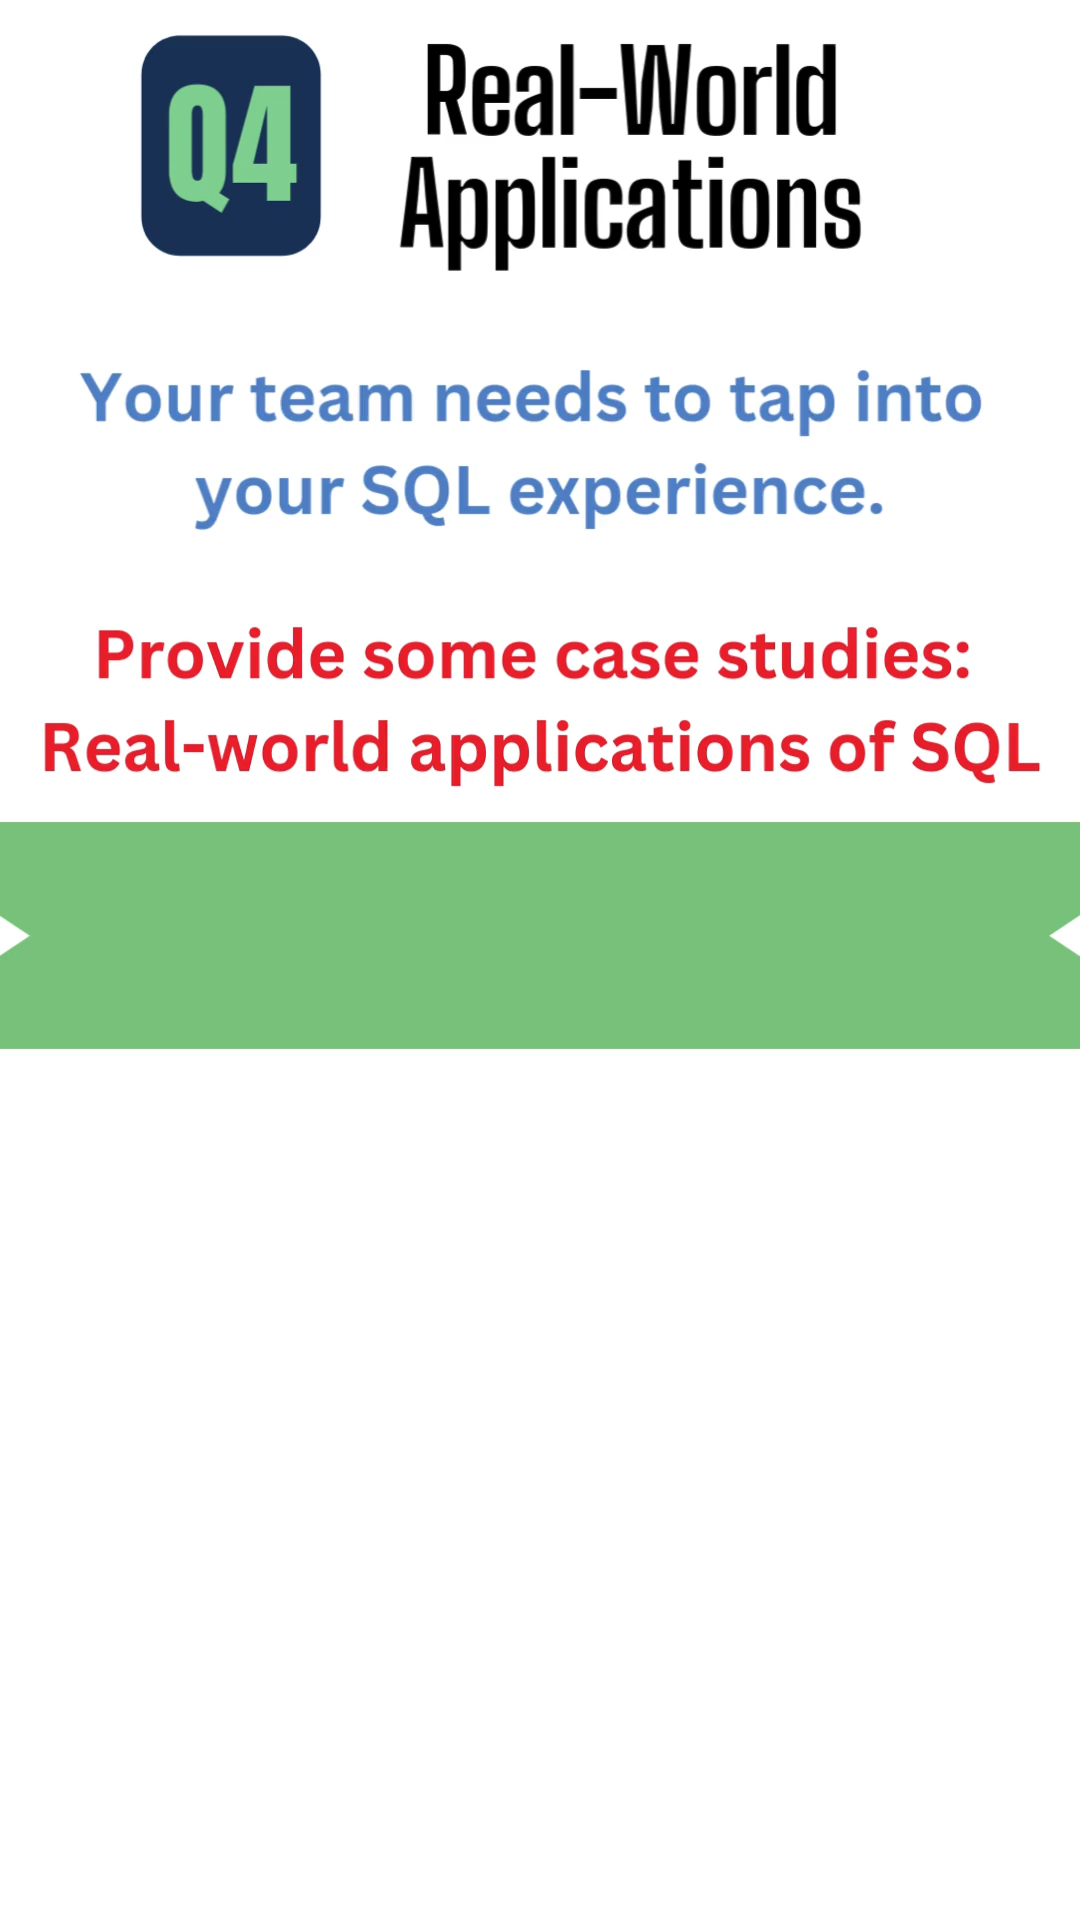 Q4
Real-World
Applications
Your team needs to tap into
your SQL experience.
Provide some case studies:
Real-world applications of SQL